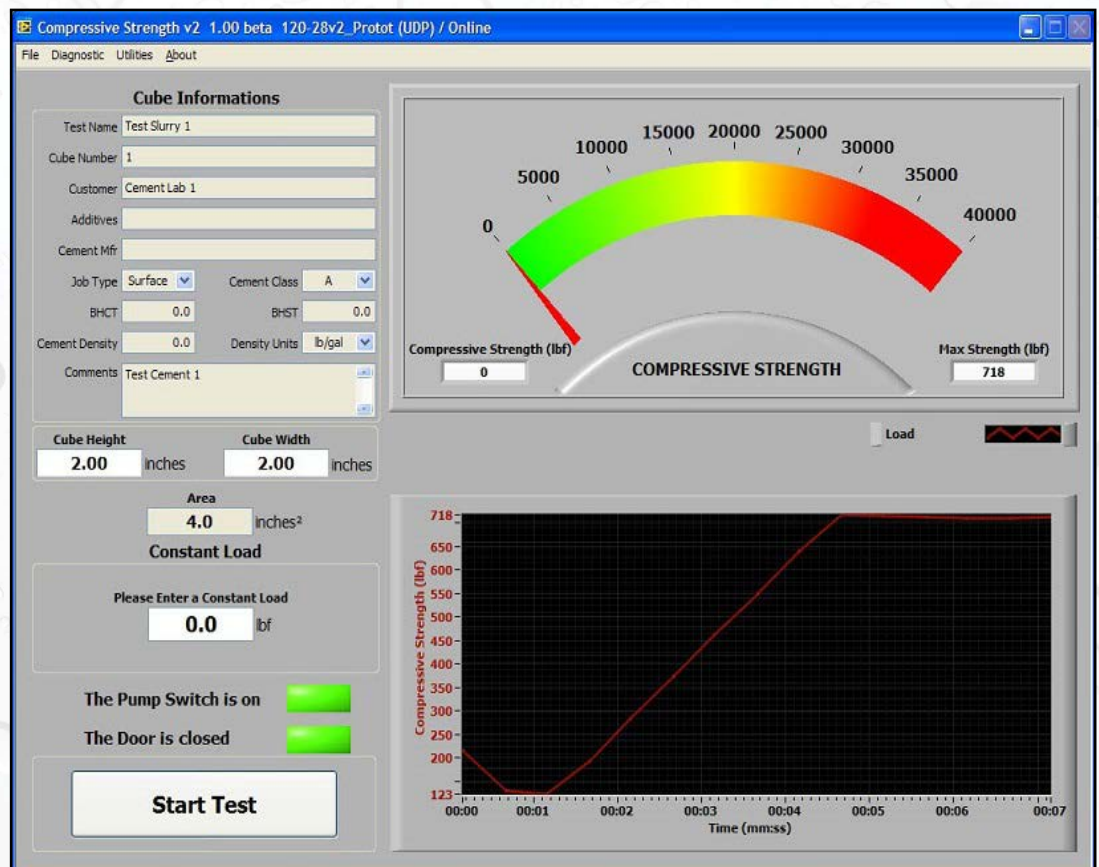 Compressive Strength v2 1.00 beta 120-28v2_Protot (UDP) / Online
File Diagnostic Utilities About
Cube Informations
Test Name Test Slurry 1
Cube Number 1
Customer Cement Lab 1
Additives
Cement Mfr
Job Type Surface Cement Class A
BHCT 0.0 BHST 0.0
Cement Density 0.0 Density Units lb/gal
Comments Test Cement 1
Cube Height Cube Width
2.00 inches 2.00 inches
Area
4.0 inches²
Constant Load
Please Enter a Constant Load
0.0 lbf
The Pump Switch is on
The Door is closed
Start Test
0 5000 10000 15000 20000 25000 30000 35000 40000
Compressive Strength (lbf)
0
COMPRESSIVE STRENGTH
Max Strength (lbf)
718
Load
Compressive Strength (lbf)
718
650
600
550
500
450
400
350
300
250
200
123
00:00 00:01 00:02 00:03 00:04 00:05 00:06 00:07
Time (mm:ss)